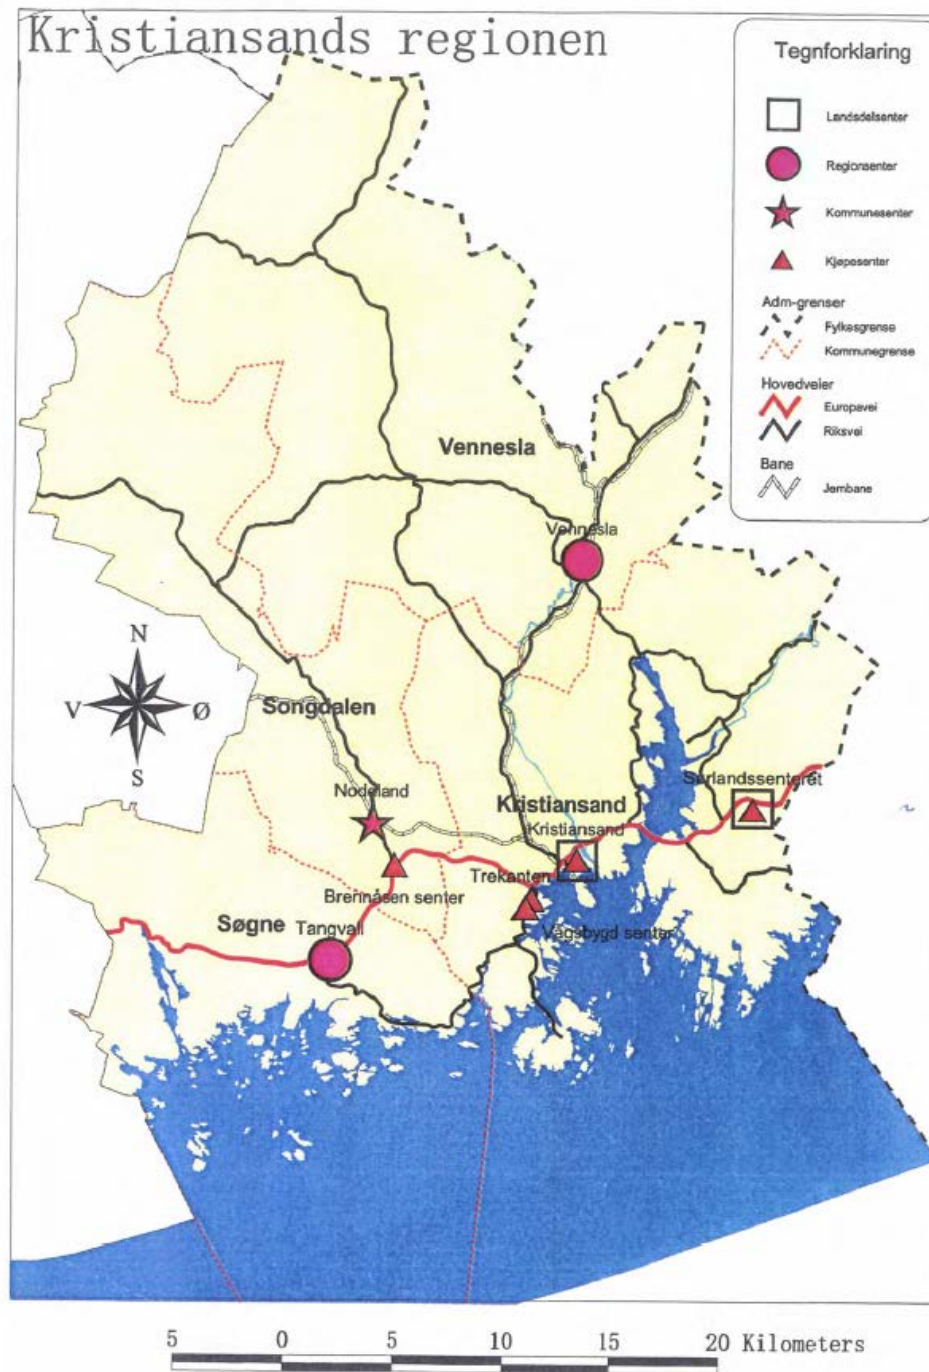 Kristiansands regionen
Tegnforklaring
Landsdelsenter
Regionsenter
Kommunesenter
Kjøpesenter
Adm-grenser
Fylkesgrense
Kommunegrense
Hovedveier
Europavei
Riksvei
Bane
Jernbane
Vennesla
Vennesla
N
V Ø
S
Songdalen
Nodeland
Sørlandssenteret
Kristiansand
Kristiansand
Trekanten
Brennåsen senter
Søgne
Tangvall
Vågsbygd senter
5 0 5 10 15 20 Kilometers